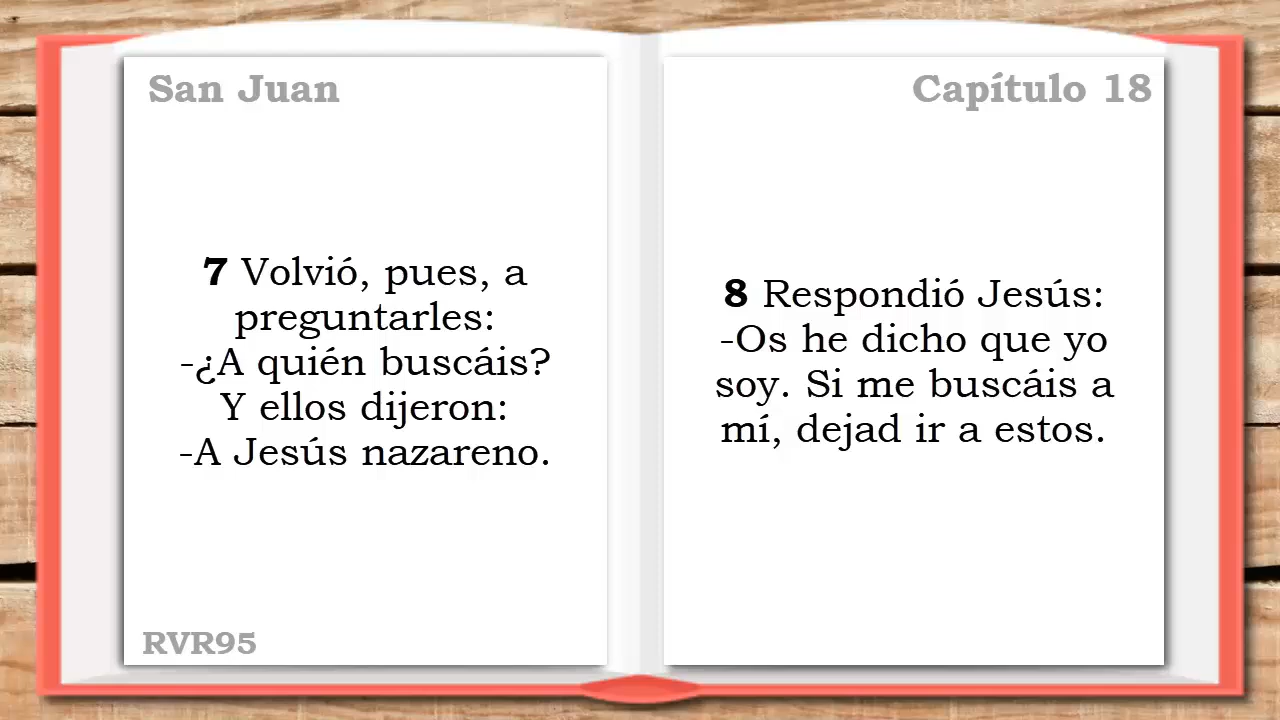 San Juan
7 Volvió, pues, a
preguntarles:
-¿A quién buscáis?
Y ellos dijeron:
-A Jesús nazareno.
RVR95
Capítulo 18
8 Respondió Jesús:
-Os he dicho que yo
soy. Si me buscáis a
mí, dejad ir a estos.